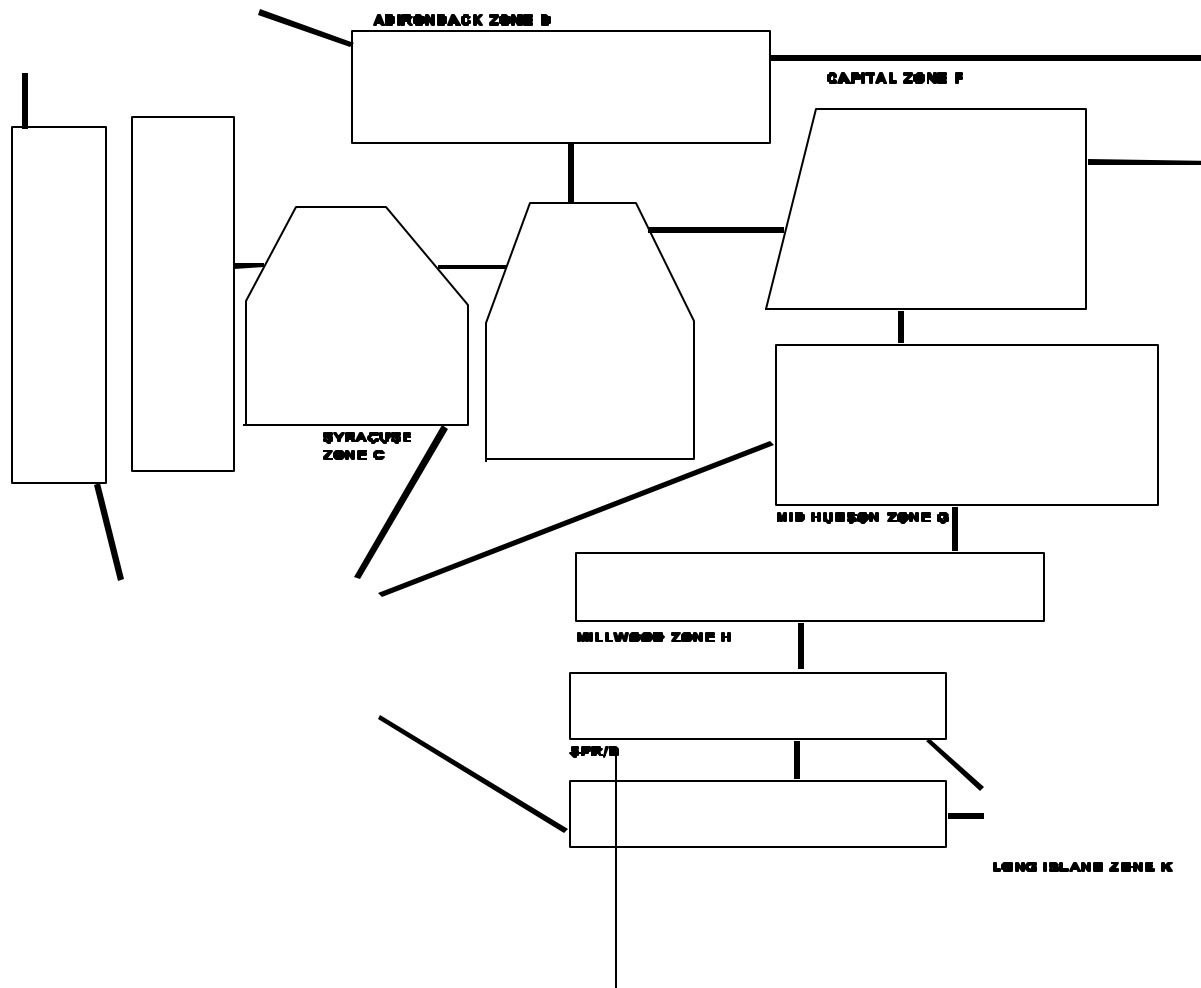 ADIRONDACK ZONE D
CAPITAL ZONE F
SYRACUSE
ZONE C
MID HUDSON ZONE G
MILLWOOD ZONE H
LONG ISLAND ZONE K